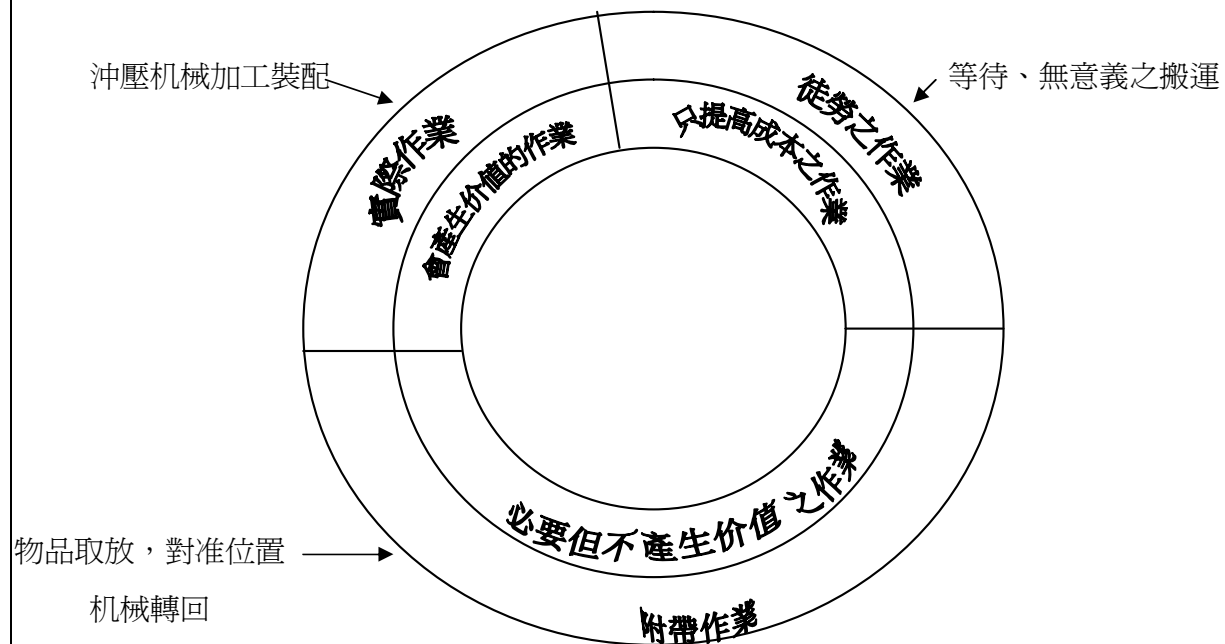 沖壓机械加工裝配
等待、無意義之搬運
實際作業
會產生价值的作業
只提高成本之作業
徒勞之作業
必要但不產生价值之作業
附帶作業
物品取放，對准位置
机械轉回